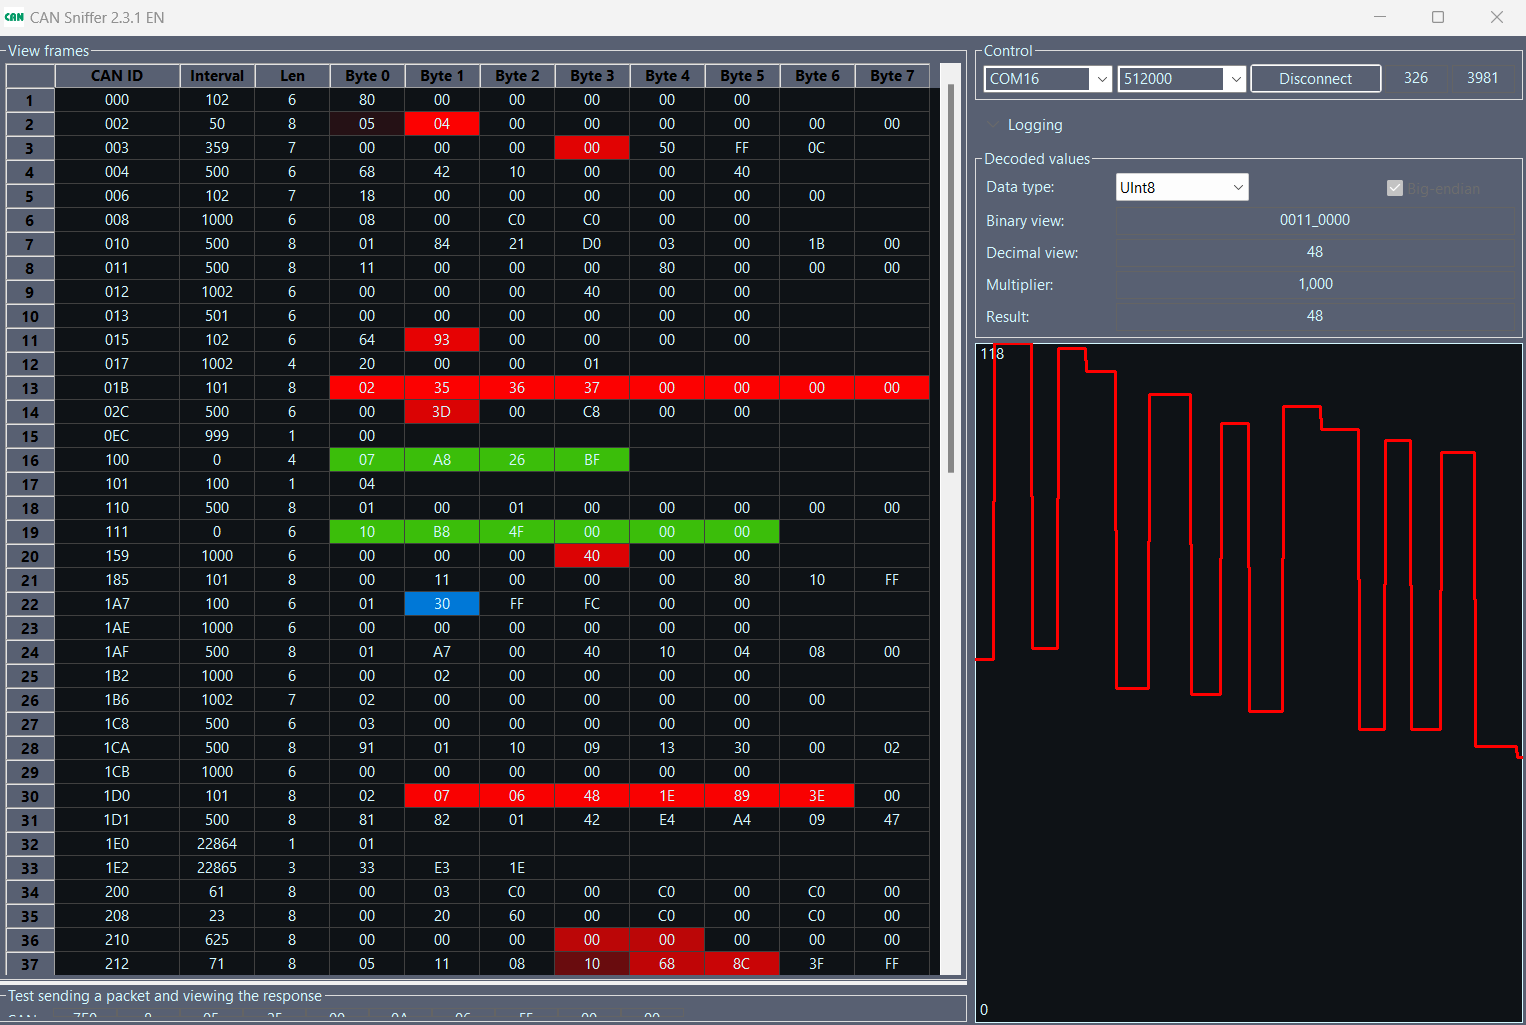 CAN CAN Sniffer 2.3.1 EN
View frames
CAN ID Interval Len Byte 0 Byte 1 Byte 2 Byte 3 Byte 4 Byte 5 Byte 6 Byte 7
1 000 102 6 80 00 00 00 00 00
2 002 50 8 05 04 00 00 00 00 00 00
3 003 359 7 00 00 00 00 50 FF 0C
4 004 500 6 68 42 10 00 00 40
5 006 102 7 18 00 00 00 00 00 00
6 008 1000 6 08 00 C0 C0 00 00
7 010 500 8 01 84 21 D0 03 00 1B 00
8 011 500 8 11 00 00 00 80 00 00 00
9 012 1002 6 00 00 00 40 00 00
10 013 501 6 00 00 00 00 00 00
11 015 102 6 64 93 00 00 00 00
12 017 1002 4 20 00 00 01
13 01B 101 8 02 35 36 37 00 00 00 00
14 02C 500 6 00 3D 00 C8 00 00
15 0EC 999 1 00
16 100 0 4 07 A8 26 BF
17 101 100 1 04
18 110 500 8 01 00 01 00 00 00 00 00
19 111 0 6 10 B8 4F 00 00 00
20 159 1000 6 00 00 00 40 00 00
21 185 101 8 00 11 00 00 00 80 10 FF
22 1A7 100 6 01 30 FF FC 00 00
23 1AE 1000 6 00 00 00 00 00 00
24 1AF 500 8 01 A7 00 40 10 04 08 00
25 1B2 1000 6 00 02 00 00 00 00
26 1B6 1002 7 02 00 00 00 00 00 00
27 1C8 500 6 03 00 00 00 00 00
28 1CA 500 8 91 01 10 09 13 30 00 02
29 1CB 1000 6 00 00 00 00 00 00
30 1D0 101 8 02 07 06 48 1E 89 3E 00
31 1D1 500 8 81 82 01 42 E4 A4 09 47
32 1E0 22864 1 01
33 1E2 22865 3 33 E3 1E
34 200 61 8 00 03 C0 00 C0 00 C0 00
35 208 23 8 00 20 60 00 C0 00 C0 00
36 210 625 8 00 00 00 00 00 00 00 00
37 212 71 8 05 11 08 10 68 8C 3F FF
Test sending a packet and viewing the response
Control
COM16 512000 Disconnect 326 3981
Logging
Decoded values
Data type: UInt8 Big-endian
Binary view: 0011_0000
Decimal view: 48
Multiplier: 1,000
Result: 48
118
0